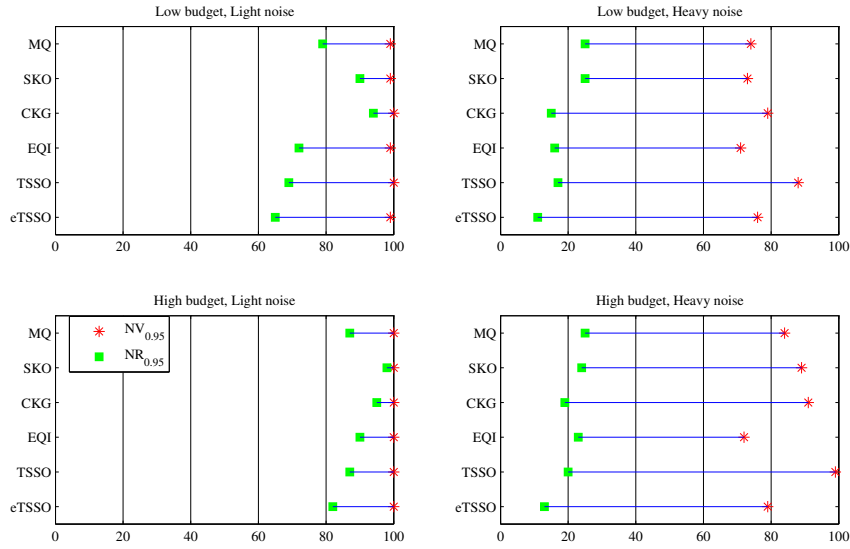 Low budget, Light noise
MQ
SKO
CKG
EQI
TSSO
eTSSO
0 20 40 60 80 100
Low budget, Heavy noise
MQ
SKO
CKG
EQI
TSSO
eTSSO
0 20 40 60 80 100
High budget, Light noise
NV0.95
NR0.95
MQ
SKO
CKG
EQI
TSSO
eTSSO
0 20 40 60 80 100
High budget, Heavy noise
MQ
SKO
CKG
EQI
TSSO
eTSSO
0 20 40 60 80 100